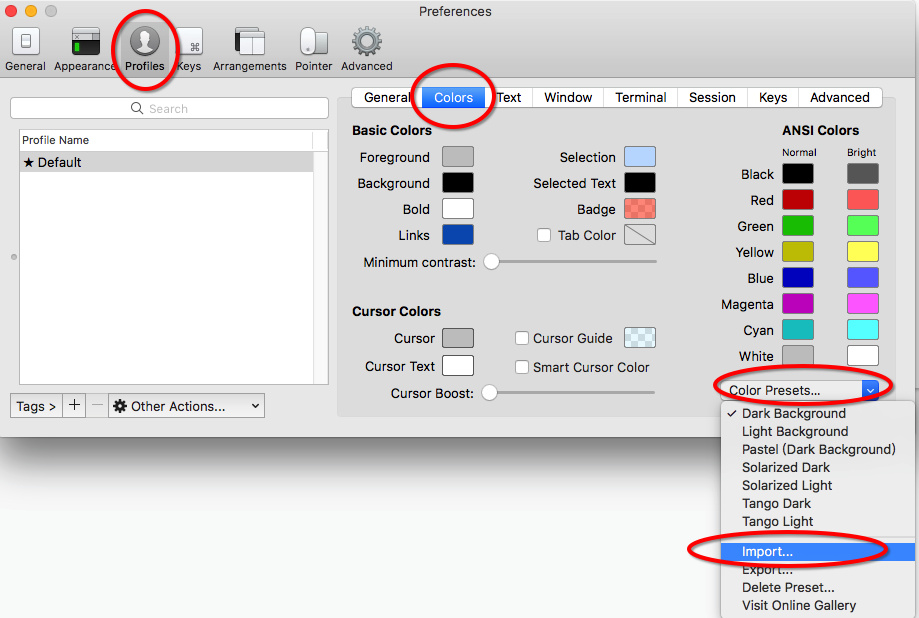 Preferences
General Appearance Profiles Keys Arrangements Pointer Advanced
Search
Profile Name
★ Default
Tags > + − Other Actions...
General Colors Text Window Terminal Session Keys Advanced
Basic Colors
Foreground
Background
Bold
Links
Minimum contrast:
Selection
Selected Text
Badge
Tab Color
Cursor Colors
Cursor
Cursor Text
Cursor Boost:
Cursor Guide
Smart Cursor Color
ANSI Colors
Normal Bright
Black
Red
Green
Yellow
Blue
Magenta
Cyan
White
Color Presets...
✓ Dark Background
Light Background
Pastel (Dark Background)
Solarized Dark
Solarized Light
Tango Dark
Tango Light
Import...
Export...
Delete Preset...
Visit Online Gallery